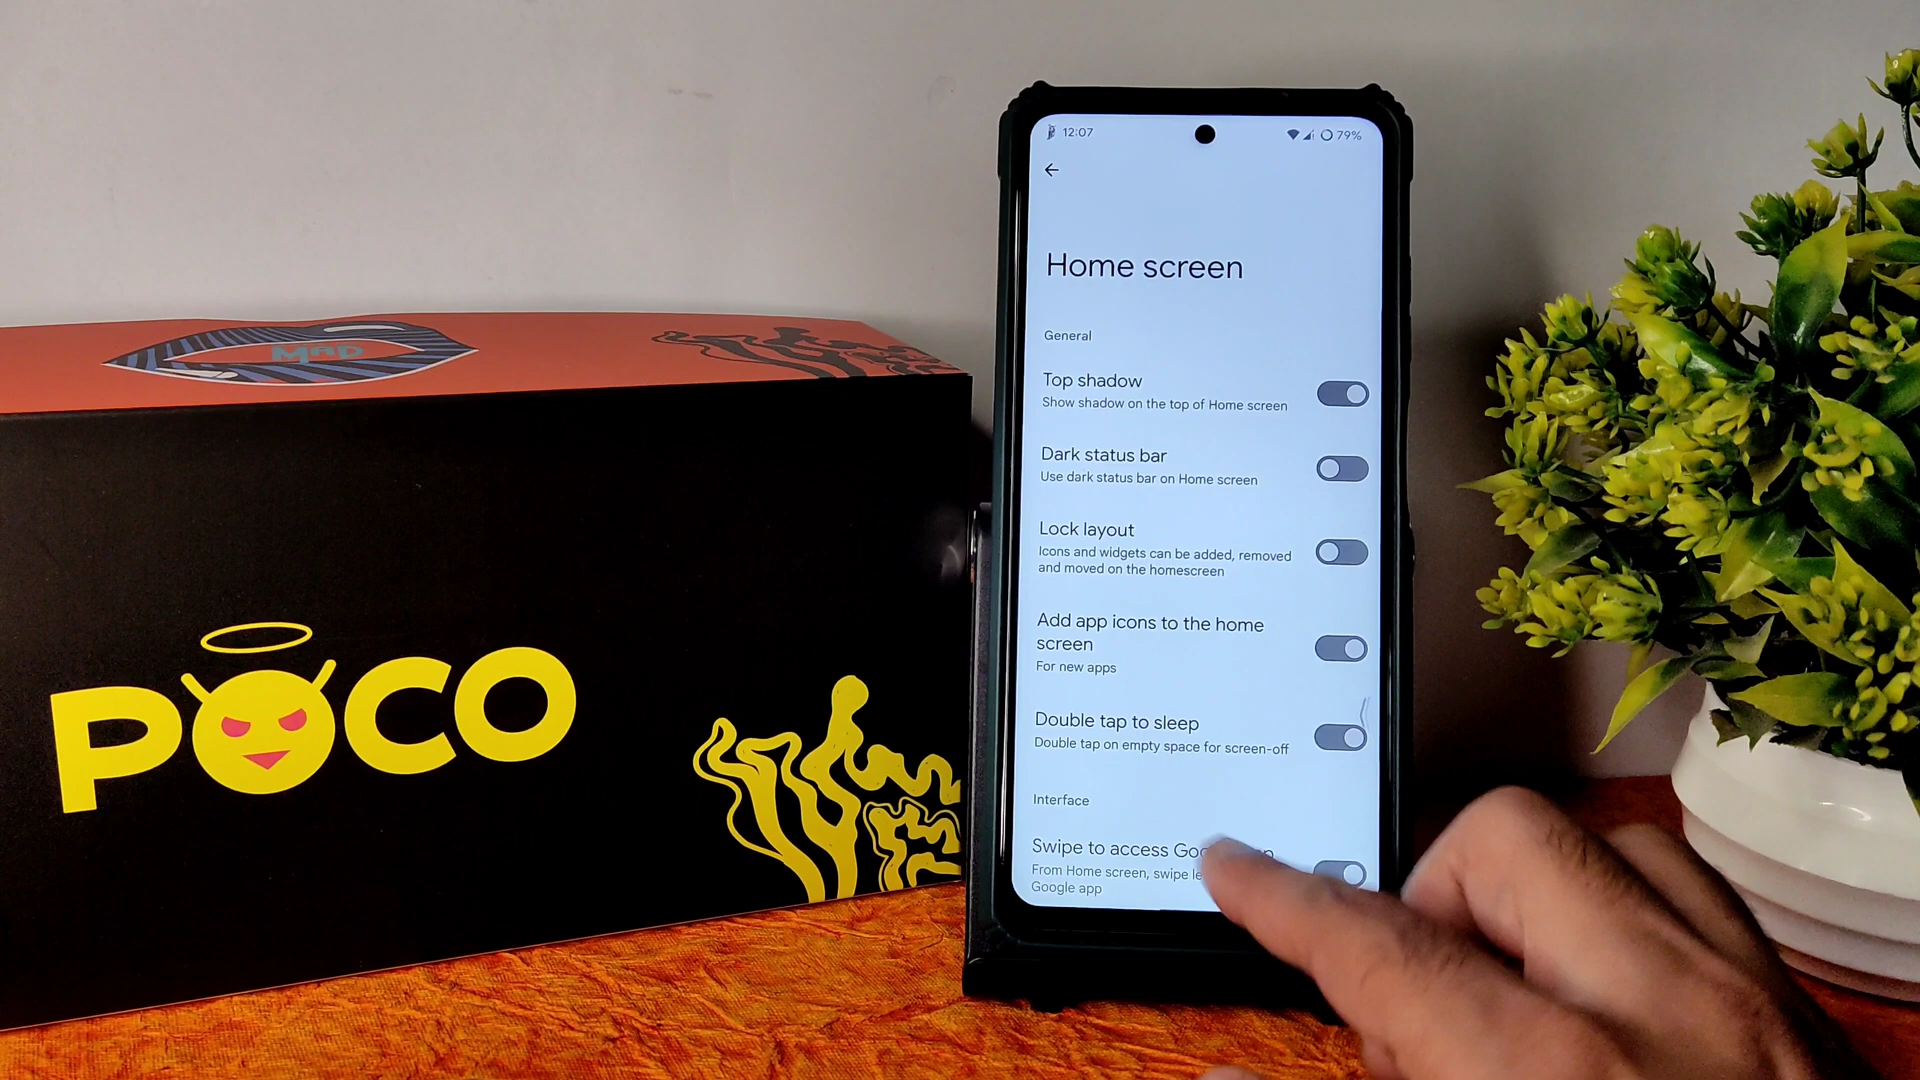 MAD
POCO
12:07
79%
Home screen
General
Top shadow
Show shadow on the top of Home screen
Dark status bar
Use dark status bar on Home screen
Lock layout
Icons and widgets can be added, removed
and moved on the homescreen
Add app icons to the home
screen
For new apps
Double tap to sleep
Double tap on empty space for screen-off
Interface
Swipe to access
From Home screen, swipe
Google app